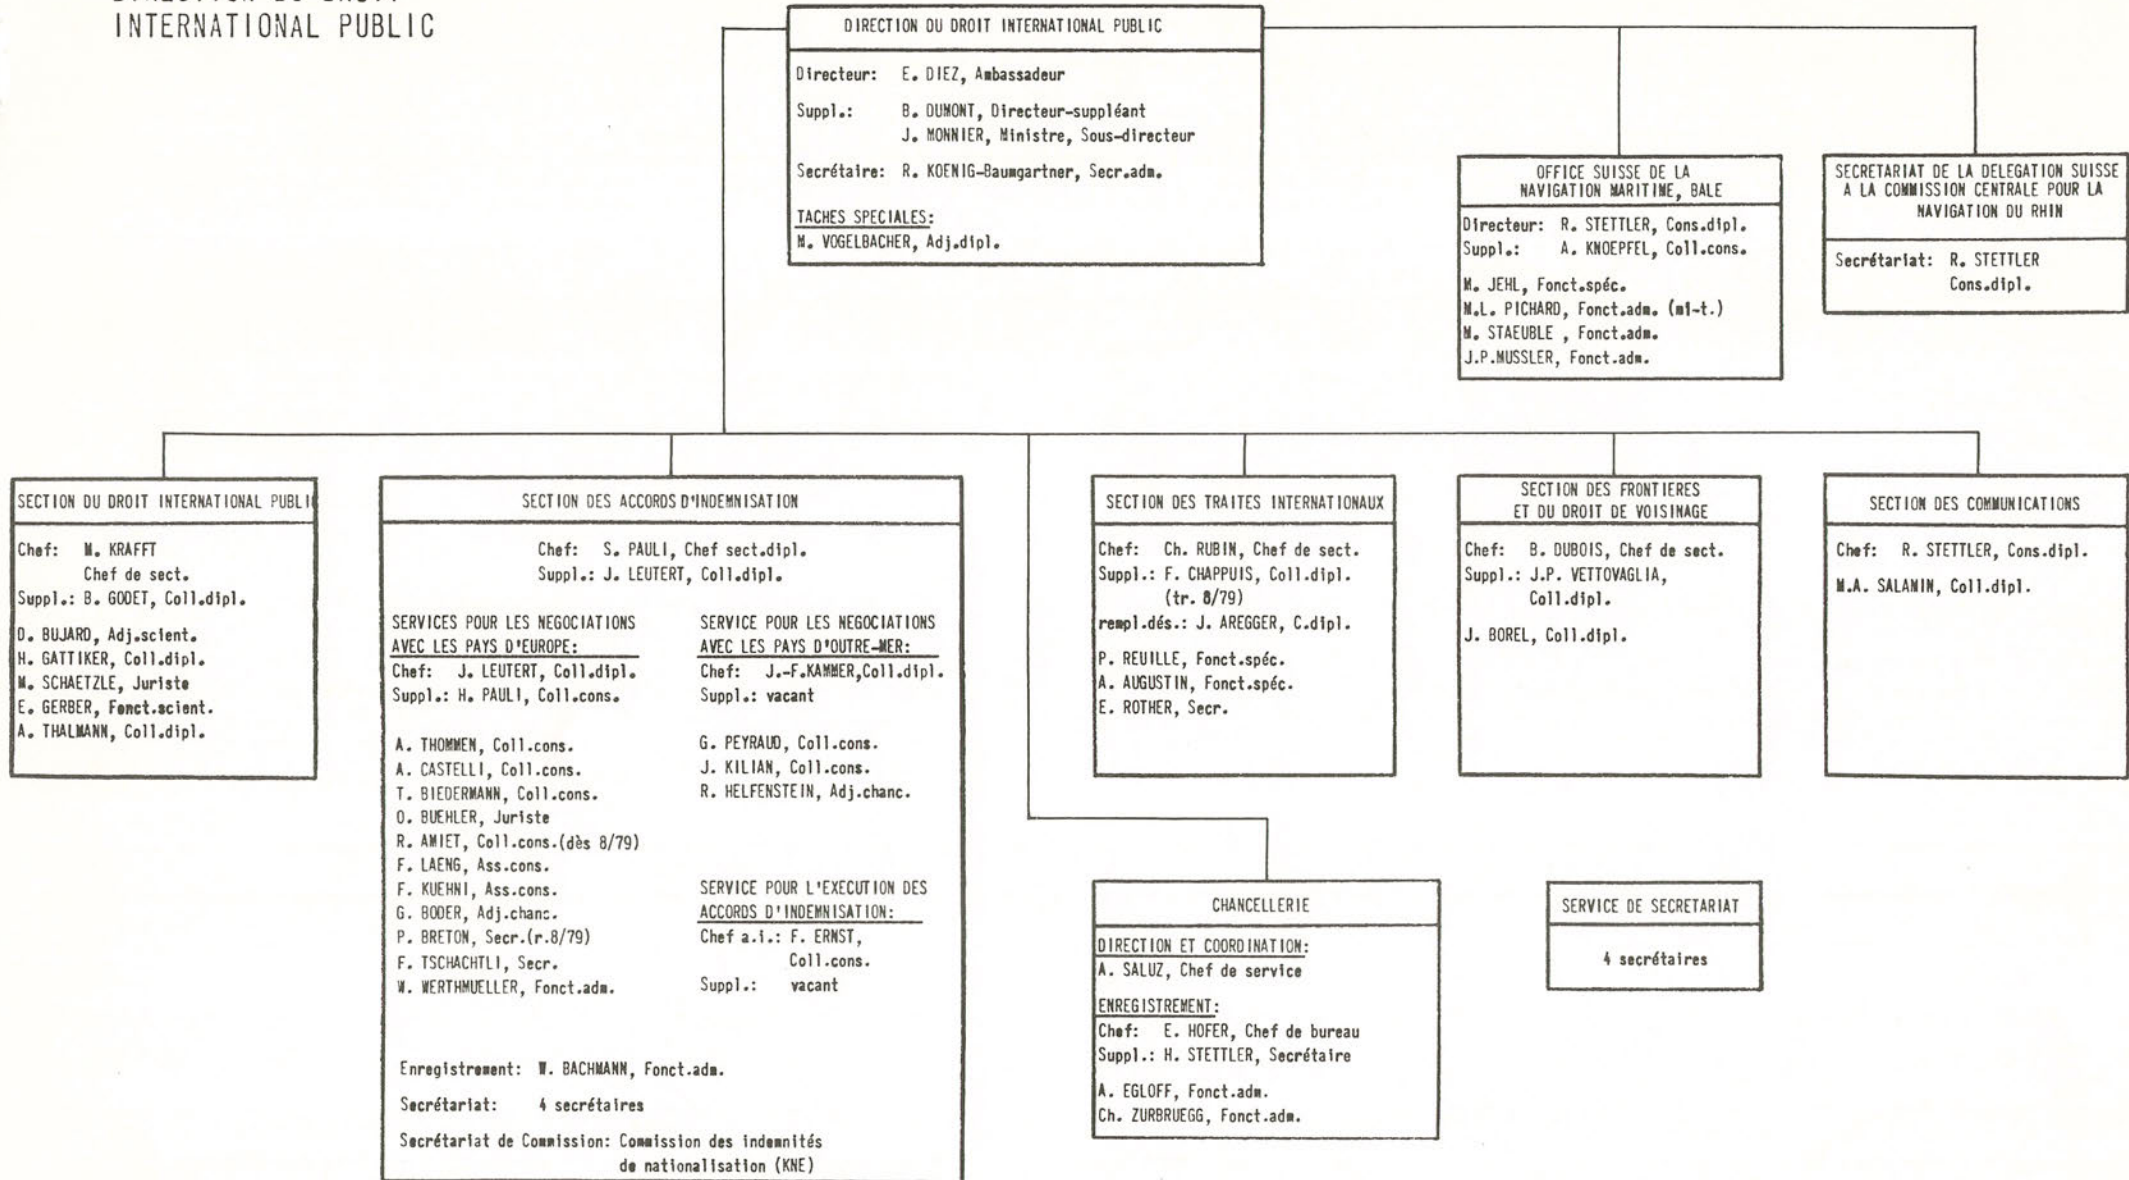 INTERNATIONAL PUBLIC
DIRECTION DU DROIT INTERNATIONAL PUBLIC
Directeur: E. DIEZ, Ambassadeur
Suppl.: B. DUMONT, Directeur-suppléant
J. MONNIER, Ministre, Sous-directeur
Secrétaire: R. KOENIG-Baumgartner, Secr.adm.
TACHES SPECIALES:
M. VOGELBACHER, Adj.dipl.
OFFICE SUISSE DE LA
NAVIGATION MARITIME, BALE
Directeur: R. STETTLER, Cons.dipl.
Suppl.: A. KNOEPFEL, Coll.cons.
M. JEHL, Fonct.spéc.
M.L. PICHARD, Fonct.adm. (mi-t.)
M. STAEUBLE , Fonct.adm.
J.P.MUSSLER, Fonct.adm.
SECRETARIAT DE LA DELEGATION SUISSE
A LA COMMISSION CENTRALE POUR LA
NAVIGATION DU RHIN
Secrétariat: R. STETTLER
Cons.dipl.
SECTION DU DROIT INTERNATIONAL PUBLIC
Chef: M. KRAFFT
Chef de sect.
Suppl.: B. GODET, Coll.dipl.
D. BUJARD, Adj.scient.
H. GATTIKER, Coll.dipl.
M. SCHAETZLE, Juriste
E. GERBER, Fonct.scient.
A. THALMANN, Coll.dipl.
SECTION DES ACCORDS D'INDEMNISATION
Chef: S. PAULI, Chef sect.dipl.
Suppl.: J. LEUTERT, Coll.dipl.
SERVICES POUR LES NEGOCIATIONS
AVEC LES PAYS D'EUROPE:
Chef: J. LEUTERT, Coll.dipl.
Suppl.: H. PAULI, Coll.cons.
A. THOMMEN, Coll.cons.
A. CASTELLI, Coll.cons.
T. BIEDERMANN, Coll.cons.
O. BUEHLER, Juriste
R. AMIET, Coll.cons.(dès 8/79)
F. LAENG, Ass.cons.
F. KUEHNI, Ass.cons.
G. BODER, Adj.chanc.
P. BRETON, Secr.(r.8/79)
F. TSCHACHTLI, Secr.
W. WERTHMUELLER, Fonct.adm.
SERVICE POUR LES NEGOCIATIONS
AVEC LES PAYS D'OUTRE-MER:
Chef: J.-F.KAMMER,Coll.dipl.
Suppl.: vacant
G. PEYRAUD, Coll.cons.
J. KILIAN, Coll.cons.
R. HELFENSTEIN, Adj.chanc.
SERVICE POUR L'EXECUTION DES
ACCORDS D'INDEMNISATION:
Chef a.i.: F. ERNST,
Coll.cons.
Suppl.: vacant
Enregistrement: W. BACHMANN, Fonct.adm.
Secrétariat: 4 secrétaires
Secrétariat de Commission: Commission des indemnités
de nationalisation (KNE)
SECTION DES TRAITES INTERNATIONAUX
Chef: Ch. RUBIN, Chef de sect.
Suppl.: F. CHAPPUIS, Coll.dipl.
(tr. 8/79)
rempl.dés.: J. AREGGER, C.dipl.
P. REUILLE, Fonct.spéc.
A. AUGUSTIN, Fonct.spéc.
E. ROTHER, Secr.
SECTION DES FRONTIERES
ET DU DROIT DE VOISINAGE
Chef: B. DUBOIS, Chef de sect.
Suppl.: J.P. VETTOVAGLIA,
Coll.dipl.
J. BOREL, Coll.dipl.
SECTION DES COMMUNICATIONS
Chef: R. STETTLER, Cons.dipl.
M.A. SALAMIN, Coll.dipl.
CHANCELLERIE
DIRECTION ET COORDINATION:
A. SALUZ, Chef de service
ENREGISTREMENT:
Chef: E. HOFER, Chef de bureau
Suppl.: H. STETTLER, Secrétaire
A. EGLOFF, Fonct.adm.
Ch. ZURBRUEGG, Fonct.adm.
SERVICE DE SECRETARIAT
4 secrétaires